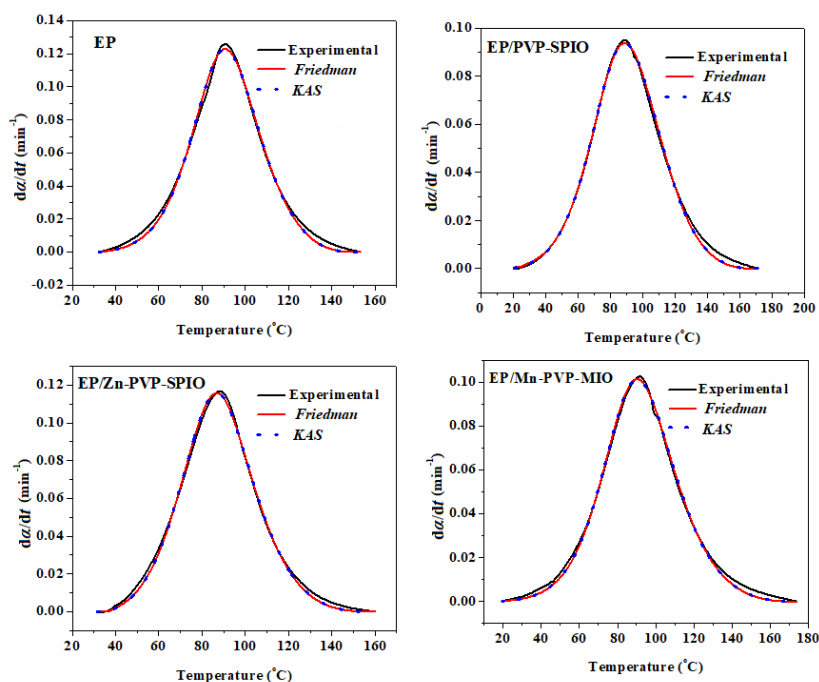 EP
Experimental
Friedman
KAS
0.14
0.12
0.10
0.08
0.06
0.04
0.02
0.00
-0.02
dα/dt (min⁻¹)
20 40 60 80 100 120 140 160
Temperature (°C)
EP/PVP-SPIO
Experimental
Friedman
KAS
0.10
0.08
0.06
0.04
0.02
0.00
dα/dt (min⁻¹)
0 20 40 60 80 100 120 140 160 180 200
Temperature (°C)
EP/Zn-PVP-SPIO
Experimental
Friedman
KAS
0.12
0.10
0.08
0.06
0.04
0.02
0.00
dα/dt (min⁻¹)
20 40 60 80 100 120 140 160
Temperature (°C)
EP/Mn-PVP-MIO
Experimental
Friedman
KAS
0.10
0.08
0.06
0.04
0.02
0.00
dα/dt (min⁻¹)
20 40 60 80 100 120 140 160 180
Temperature (°C)